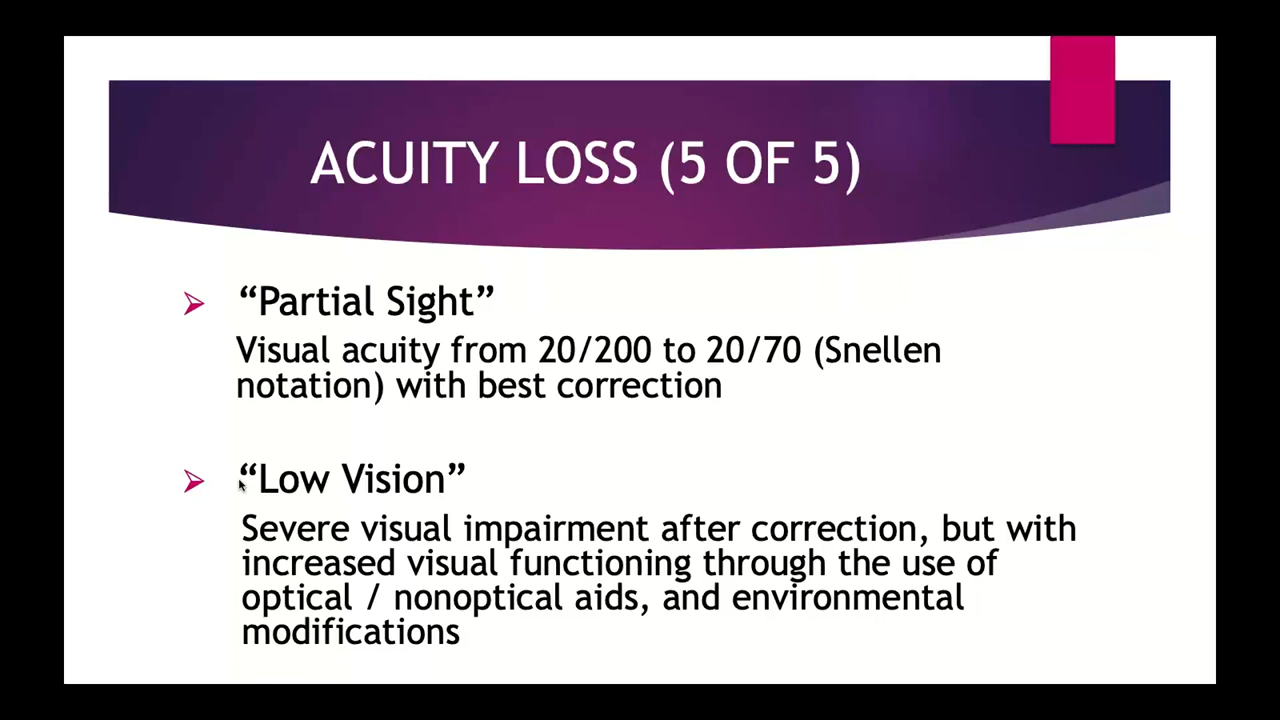 ACUITY LOSS (5 OF 5)
“Partial Sight”
Visual acuity from 20/200 to 20/70 (Snellen
notation) with best correction
“Low Vision”
Severe visual impairment after correction, but with
increased visual functioning through the use of
optical / nonoptical aids, and environmental
modifications